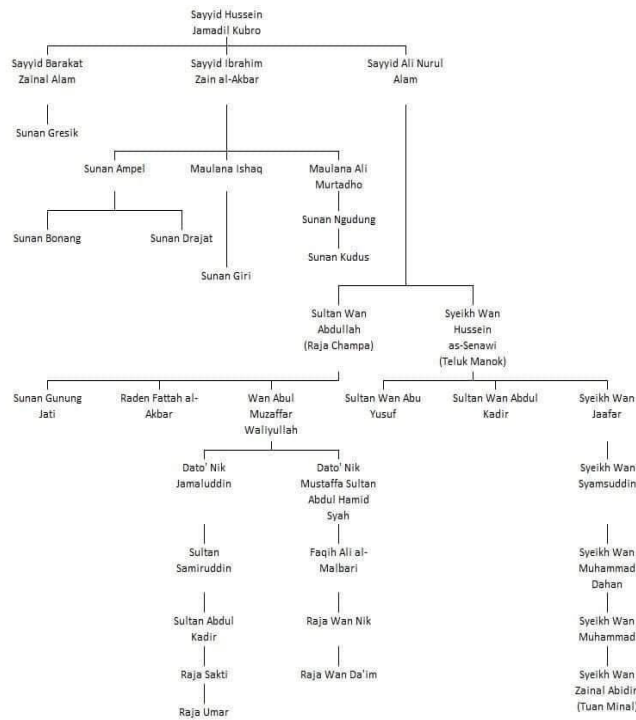 Sayyid Hussein
Jamadil Kubro
Sayyid Barakat
Zainal Alam
Sayyid Ibrahim
Zain al-Akbar
Sayyid Ali Nurul
Alam
Sunan Gresik
Sunan Ampel
Maulana Ishaq
Maulana Ali
Murtadho
Sunan Ngudung
Sunan Bonang
Sunan Drajat
Sunan Kudus
Sunan Giri
Sultan Wan
Abdullah
(Raja Champa)
Syeikh Wan
Hussein
as-Senawi
(Teluk Manok)
Sunan Gunung
Jati
Raden Fattah al-
Akbar
Wan Abul
Muzaffar
Waliyullah
Sultan Wan Abu
Yusuf
Sultan Wan Abdul
Kadir
Syeikh Wan
Jaafar
Dato' Nik
Jamaluddin
Dato' Nik
Mustaffa Sultan
Abdul Hamid
Syah
Syeikh Wan
Syamsuddin
Sultan
Samiruddin
Faqih Ali al-
Malbari
Syeikh Wan
Muhammad
Dahan
Sultan Abdul
Kadir
Raja Wan Nik
Syeikh Wan
Muhammad
Raja Sakti
Raja Wan Da'im
Syeikh Wan
Zainal Abidin
(Tuan Minal)
Raja Umar